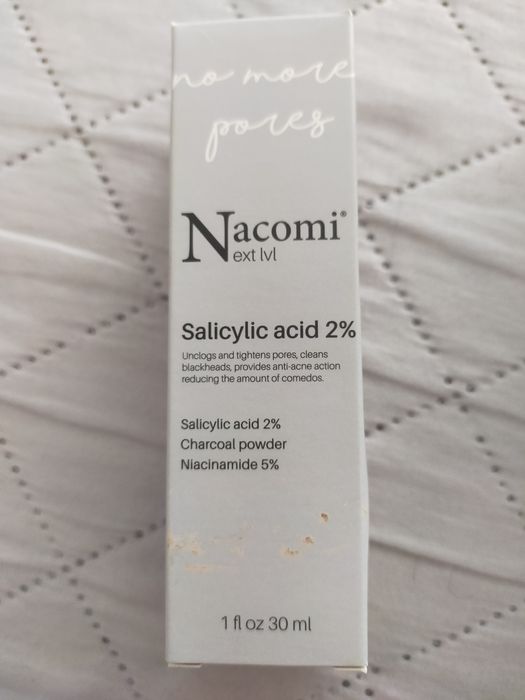 no more
pores
Nacomi®
ext lvl
Salicylic acid 2%
Unclogs and tightens pores, cleans
blackheads, provides anti-acne action
reducing the amount of comedos.
Salicylic acid 2%
Charcoal powder
Niacinamide 5%
1 fl oz 30 ml